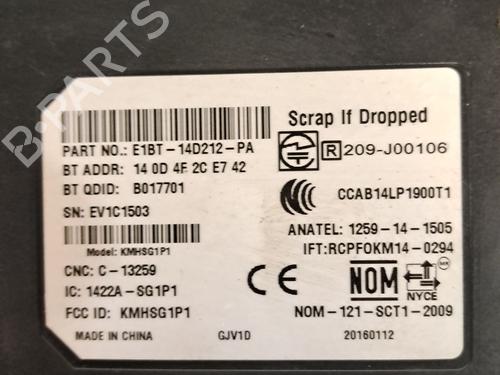 B-PARTS
Scrap If Dropped
PART NO.: E1BT-14D212-PA
R 209-J00106
BT ADDR: 14 0D 4F 2C E7 42
BT QDID: B017701
CCAB14LP1900T1
SN: EV1C1503
ANATEL: 1259-14-1505
Model: KMHSG1P1
IFT:RCPFOKM14-0294
CNC: C-13259
CE
NOM
MR
NYCE
IC: 1422A-SG1P1
FCC ID: KMHSG1P1
NOM-121-SCT1-2009
MADE IN CHINA
GJV1D
20160112